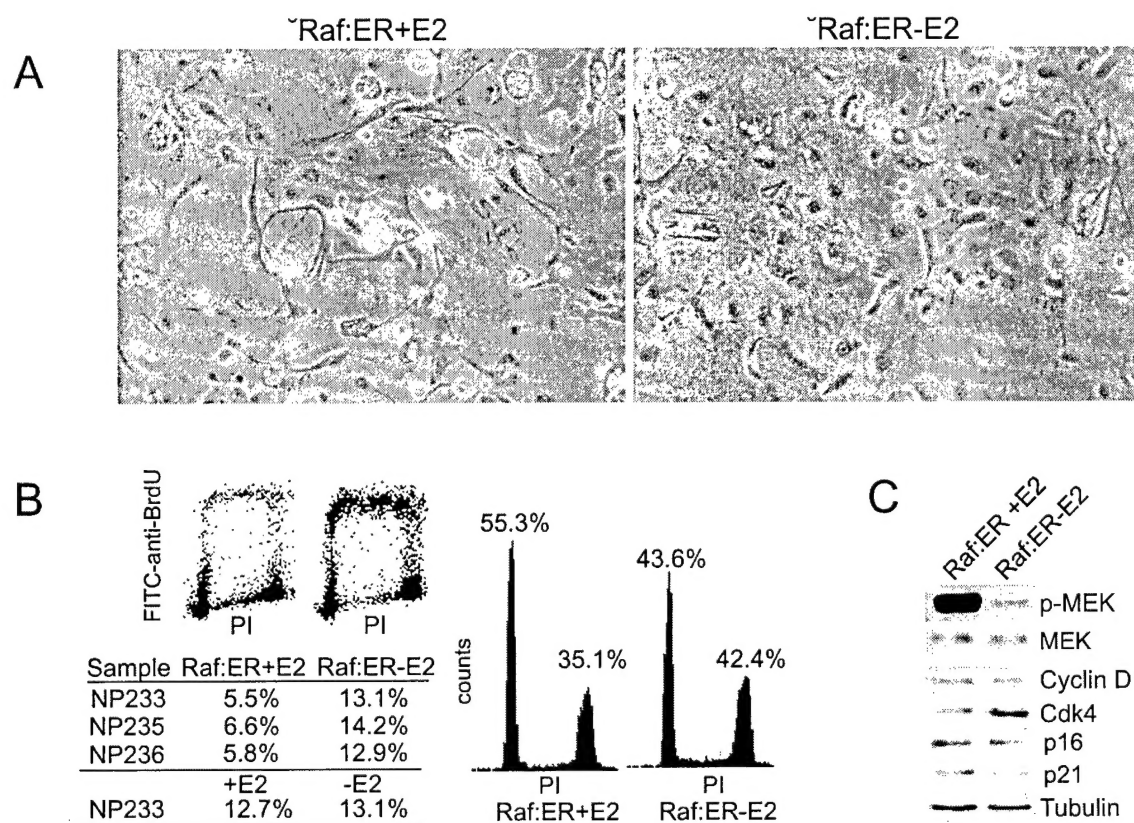 ˘Raf:ER+E2
˘Raf:ER-E2
A
B
FITC-anti-BrdU
PI
PI
Sample Raf:ER+E2 Raf:ER-E2
NP233 5.5% 13.1%
NP235 6.6% 14.2%
NP236 5.8% 12.9%
+E2 -E2
NP233 12.7% 13.1%
counts
55.3%
35.1%
PI
Raf:ER+E2
43.6%
42.4%
PI
Raf:ER-E2
C
Raf:ER +E2
Raf:ER-E2
p-MEK
MEK
Cyclin D
Cdk4
p16
p21
Tubulin